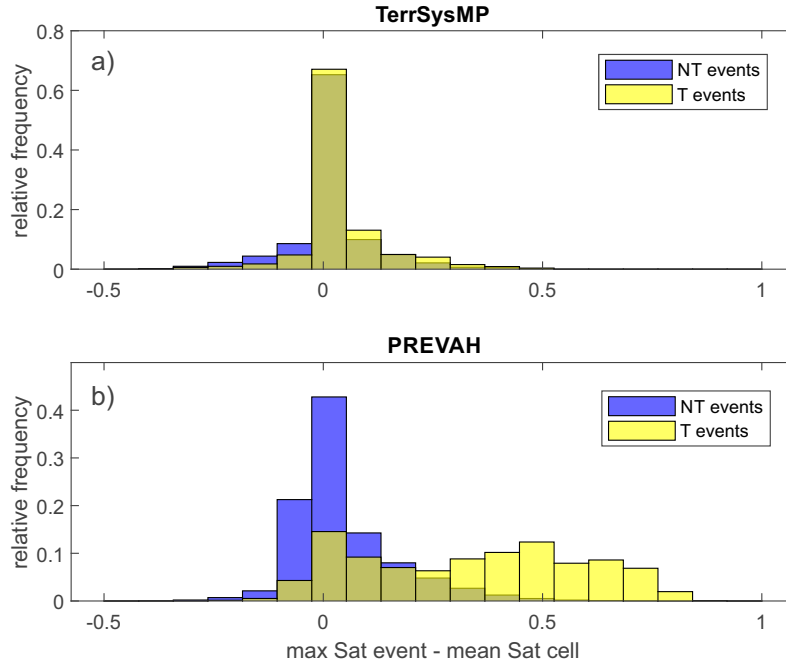 TerrSysMP
a)
NT events
T events
relative frequency
0.8
0.6
0.4
0.2
0
-0.5 0 0.5 1
PREVAH
b)
NT events
T events
relative frequency
0.4
0.3
0.2
0.1
0
-0.5 0 0.5 1
max Sat event - mean Sat cell